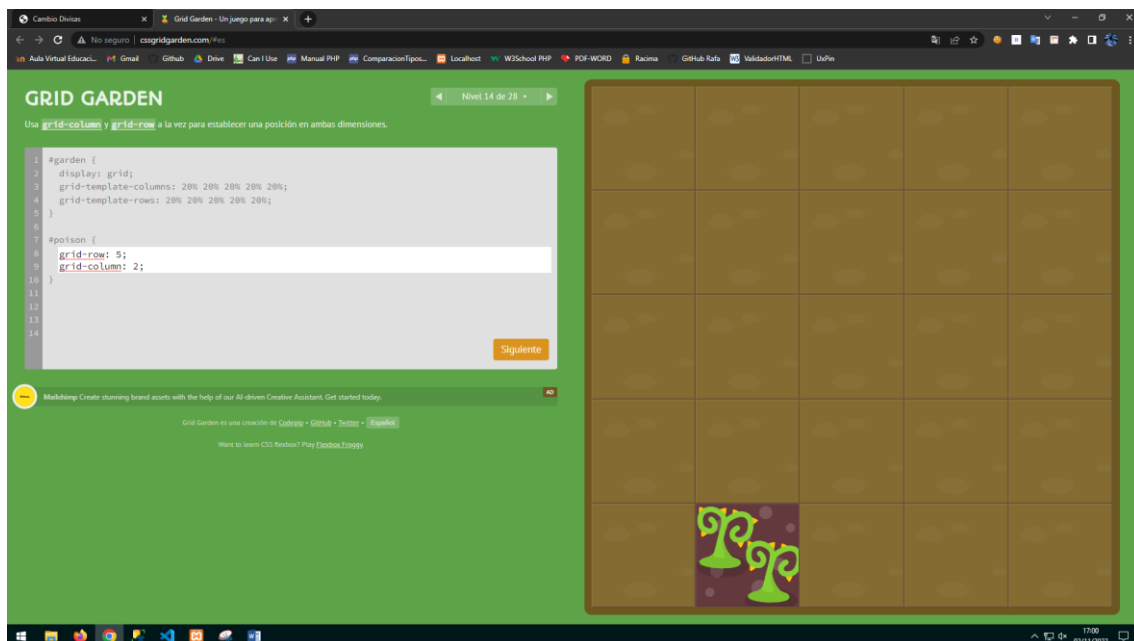 Cambio Divisas
Grid Garden - Un juego para apr
No seguro | cssgridgarden.com/#es
Aula Virtual Educaci... Gmail Github Drive Can I Use Manual PHP ComparacionTipos... Localhost W3School PHP PDF-WORD Racima GitHub Rafa ValidadorHTML UxPin
GRID GARDEN
Nivel 14 de 28
Usa grid-column y grid-row a la vez para establecer una posición en ambas dimensiones.
1 #garden {
2 display: grid;
3 grid-template-columns: 20% 20% 20% 20% 20%;
4 grid-template-rows: 20% 20% 20% 20% 20%;
5 }
6
7 #poison {
8 grid-row: 5;
9 grid-column: 2;
10 }
11
12
13
14
Siguiente
Mailchimp Create stunning brand assets with the help of our AI-driven Creative Assistant. Get started today.
AD
Grid Garden es una creación de Codepip • GitHub • Twitter • Español
Want to learn CSS flexbox? Play Flexbox Froggy.
17:00